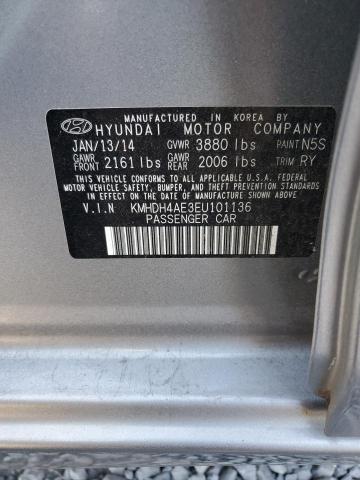 MANUFACTURED IN KOREA BY
HYUNDAI MOTOR COMPANY
JAN/13/14 GVWR 3880 lbs PAINT N5S
GAWR FRONT 2161 lbs GAWR REAR 2006 lbs TRIM RY
THIS VEHICLE CONFORMS TO ALL APPLICABLE U.S.A FEDERAL
MOTOR VEHICLE SAFETY, BUMPER, AND THEFT PREVENTION
STANDARDS IN EFFECT ON THE DATE OF MANUFACTURE SHOWN ABOVE.
V.I.N KMHDH4AE3EU101136
PASSENGER CAR